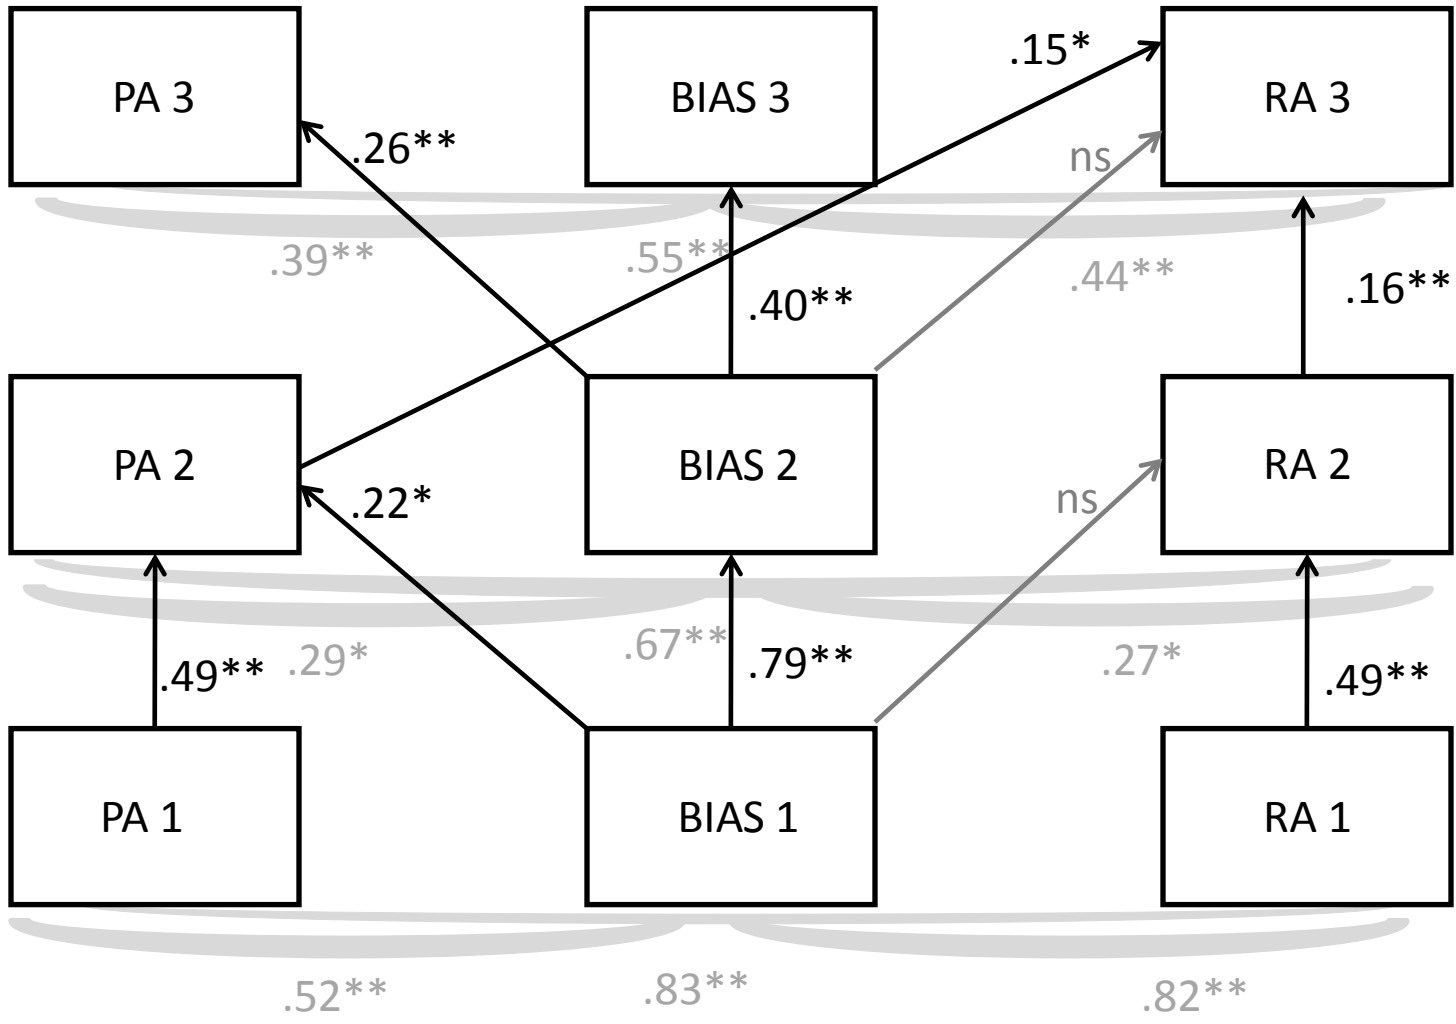 .15*
PA 3
BIAS 3
RA 3
.26**
ns
.39**
.55**
.44**
.40**
.16**
PA 2
BIAS 2
RA 2
.22*
ns
.29*
.67**
.27*
.49**
.79**
.49**
PA 1
BIAS 1
RA 1
.52**
.83**
.82**